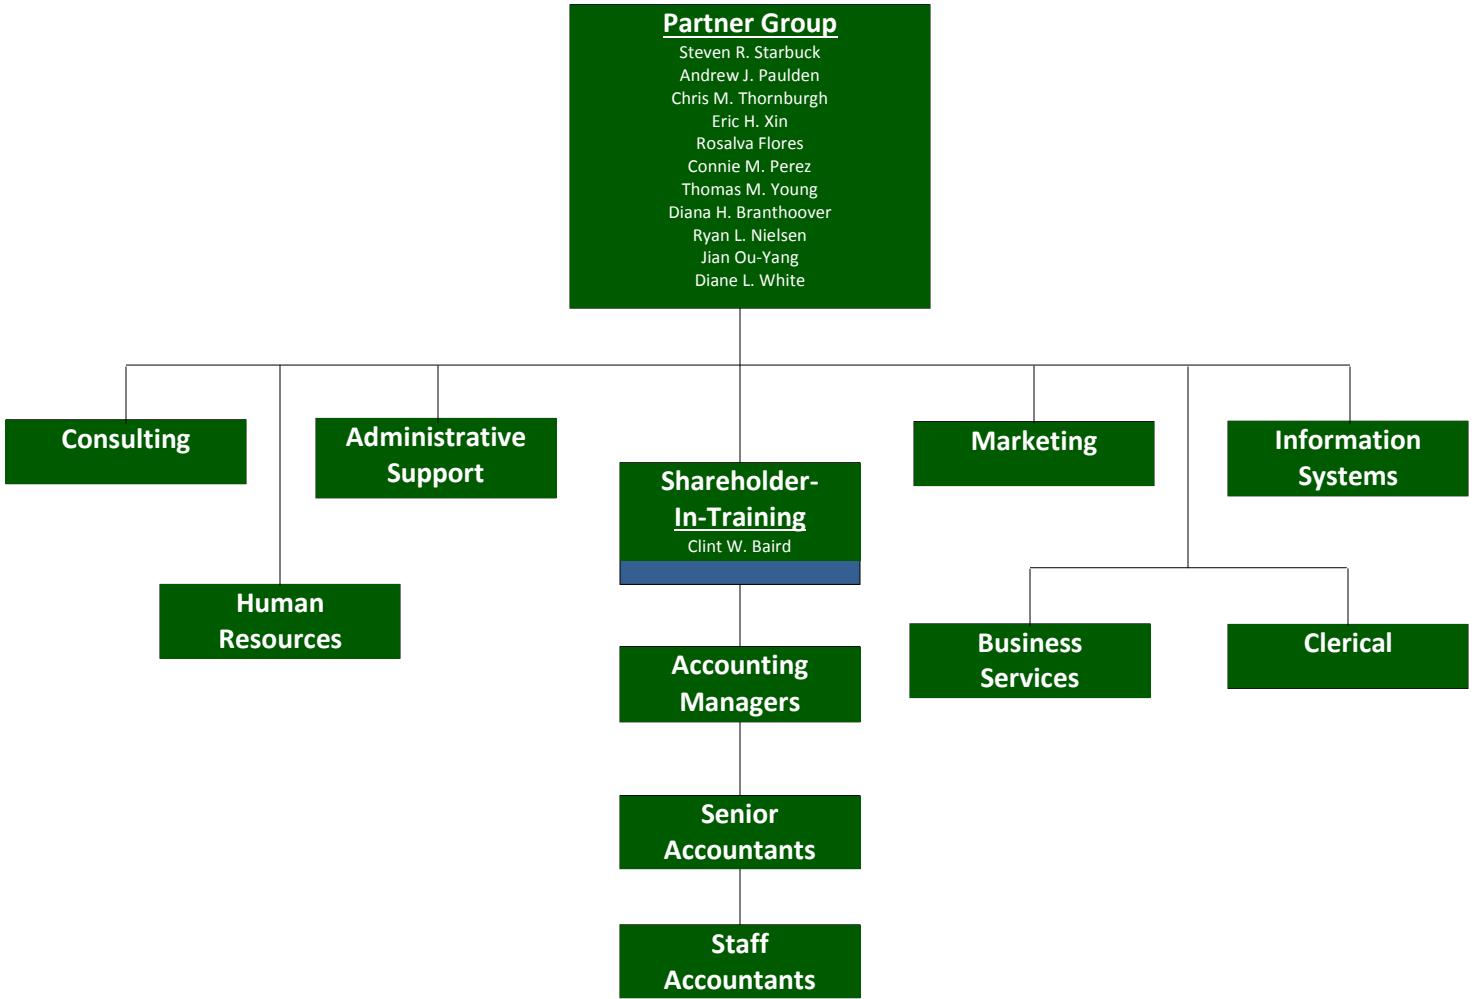 Partner Group
Steven R. Starbuck
Andrew J. Paulden
Chris M. Thornburgh
Eric H. Xin
Rosalva Flores
Connie M. Perez
Thomas M. Young
Diana H. Branthoover
Ryan L. Nielsen
Jian Ou-Yang
Diane L. White
Consulting
Administrative
Support
Marketing
Information
Systems
Shareholder-
In-Training
Clint W. Baird
Human
Resources
Business
Services
Clerical
Accounting
Managers
Senior
Accountants
Staff
Accountants